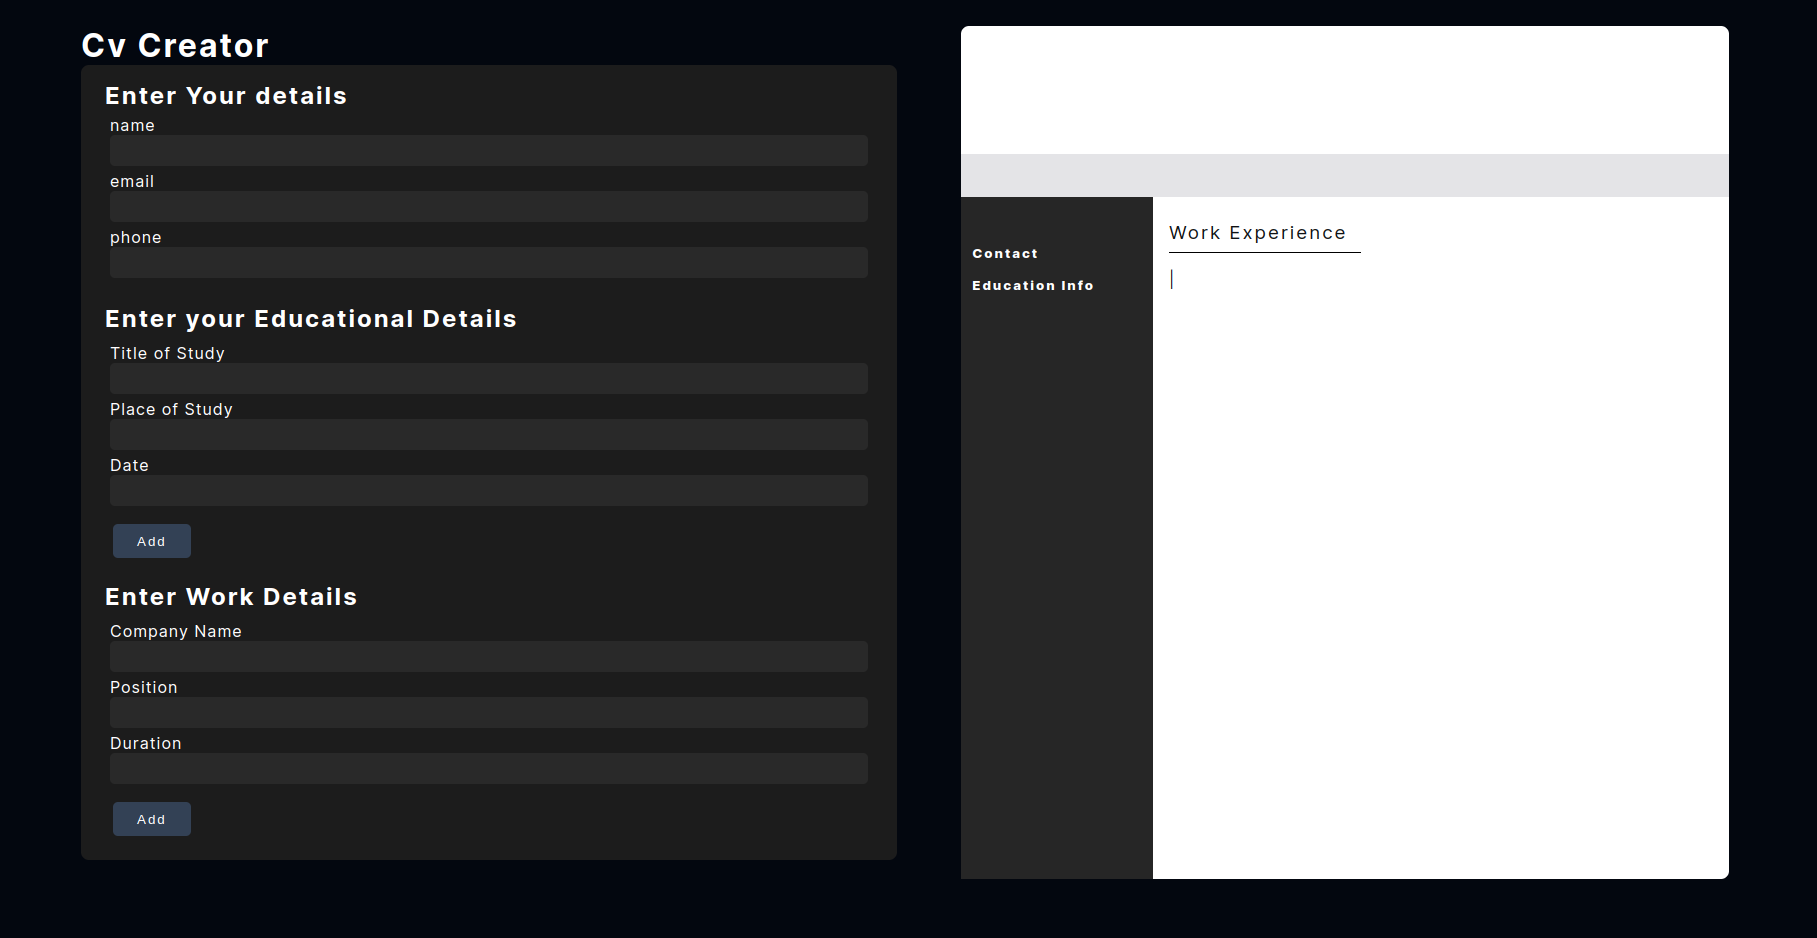 Cv Creator
Enter Your details
name
email
phone
Enter your Educational Details
Title of Study
Place of Study
Date
Add
Enter Work Details
Company Name
Position
Duration
Add
Contact
Education Info
Work Experience